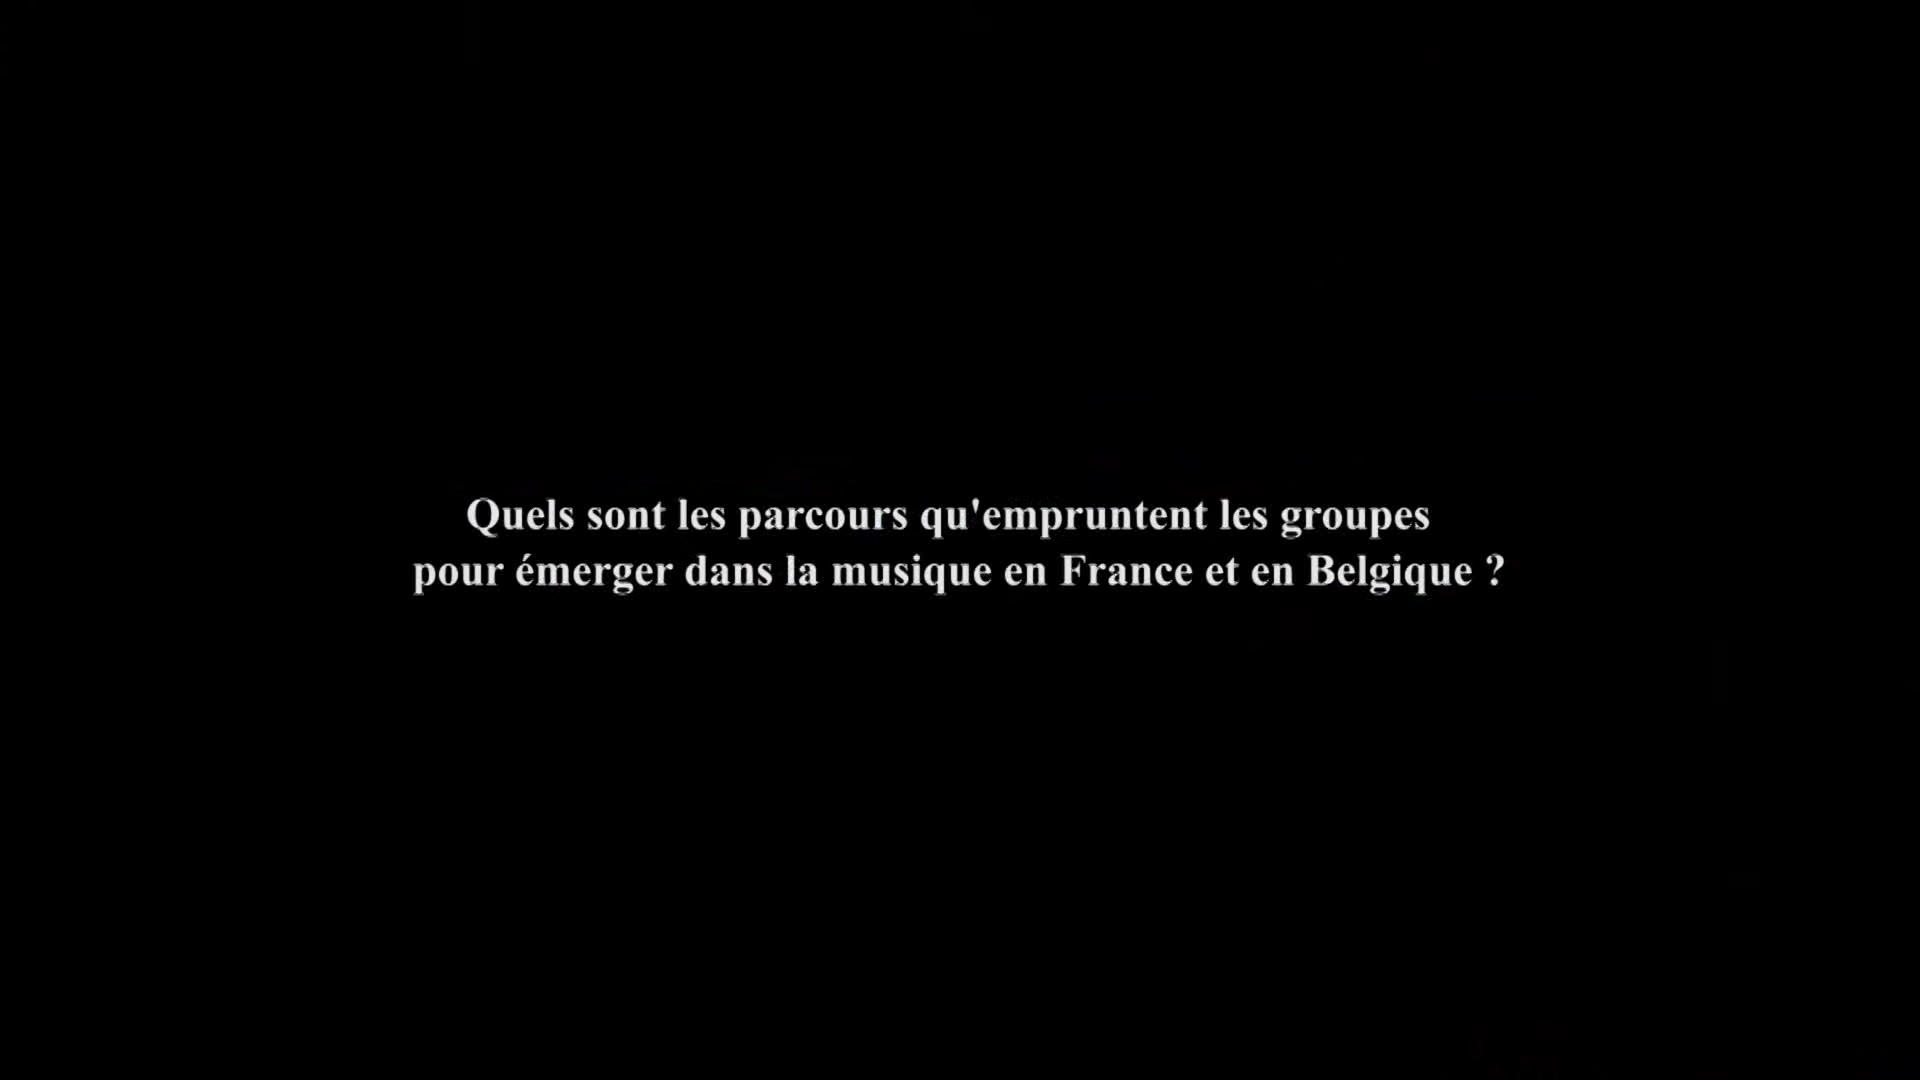 Quels sont les parcours qu'empruntent les groupes
pour émerger dans la musique en France et en Belgique ?